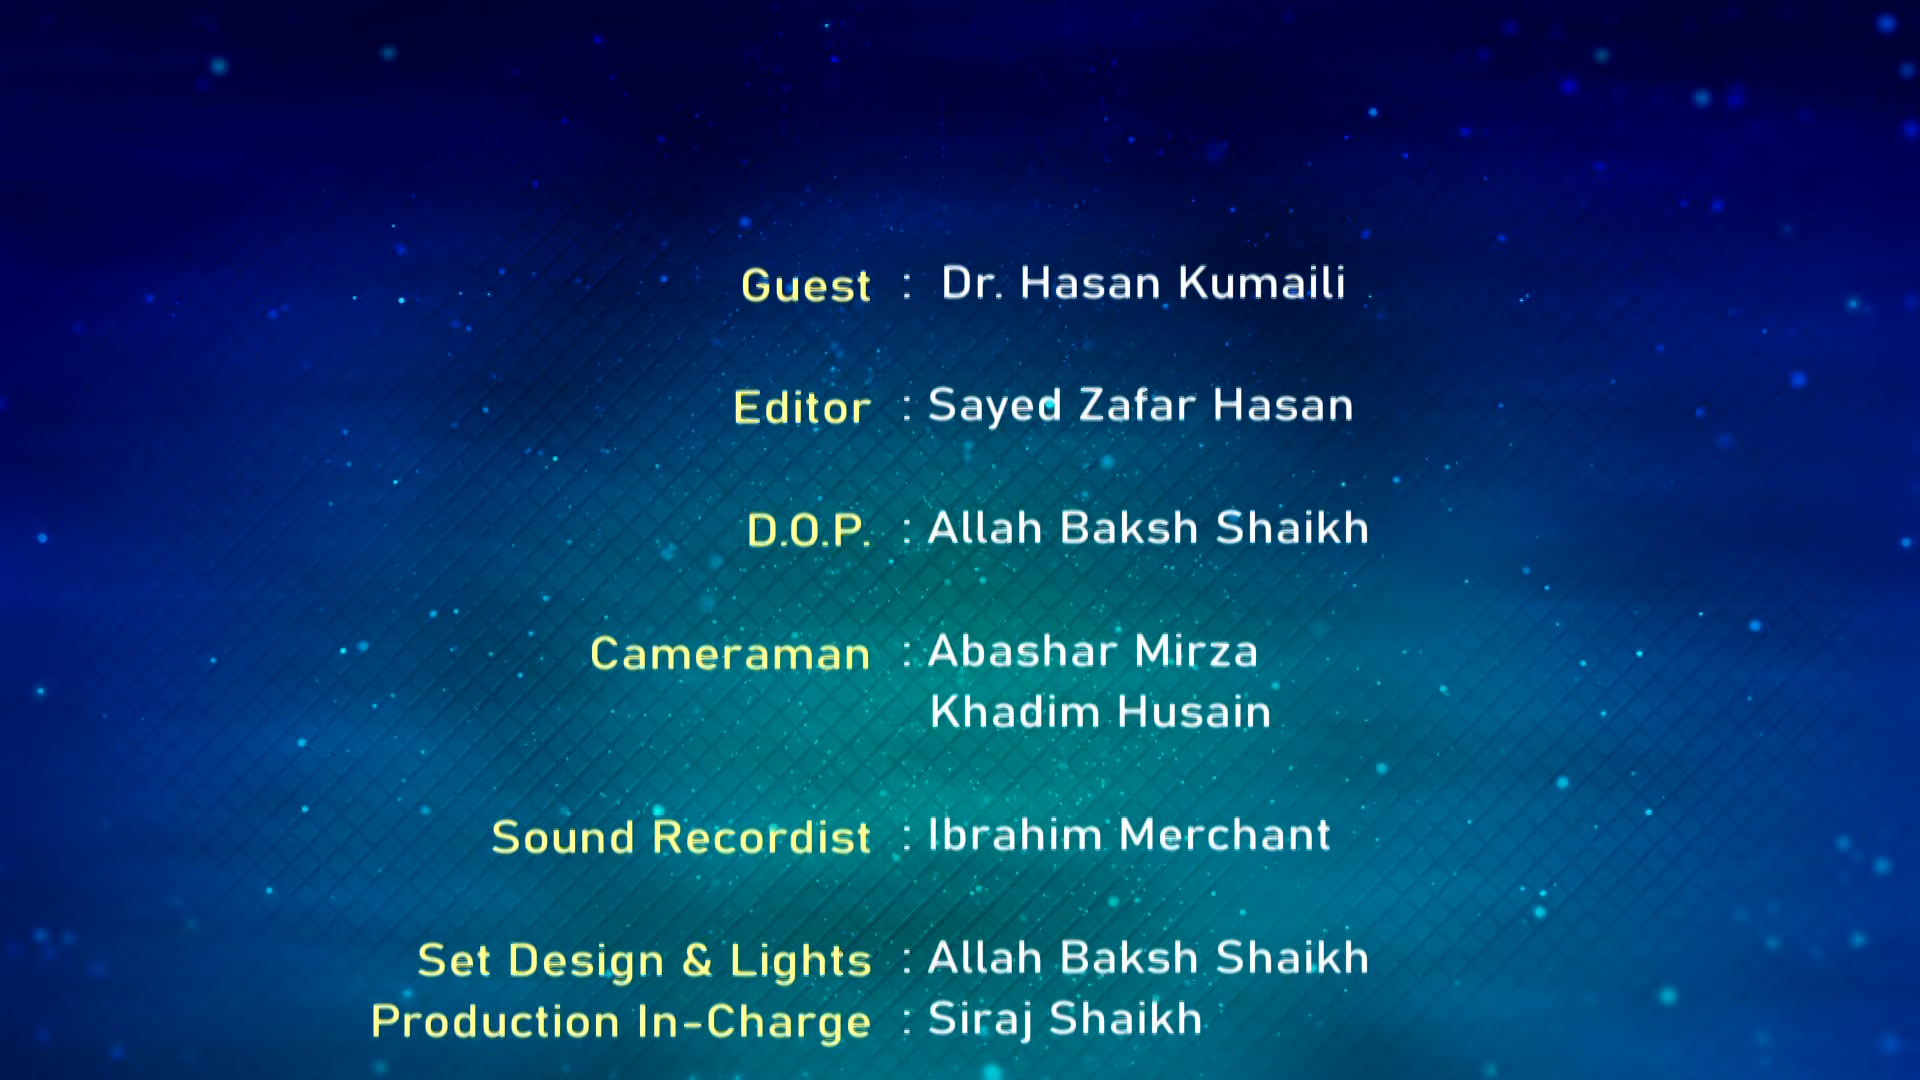 Guest : Dr. Hasan Kumaili
Editor : Sayed Zafar Hasan
D.O.P. : Allah Baksh Shaikh
Cameraman : Abashar Mirza
Khadim Husain
Sound Recordist : Ibrahim Merchant
Set Design & Lights : Allah Baksh Shaikh
Production In-Charge : Siraj Shaikh